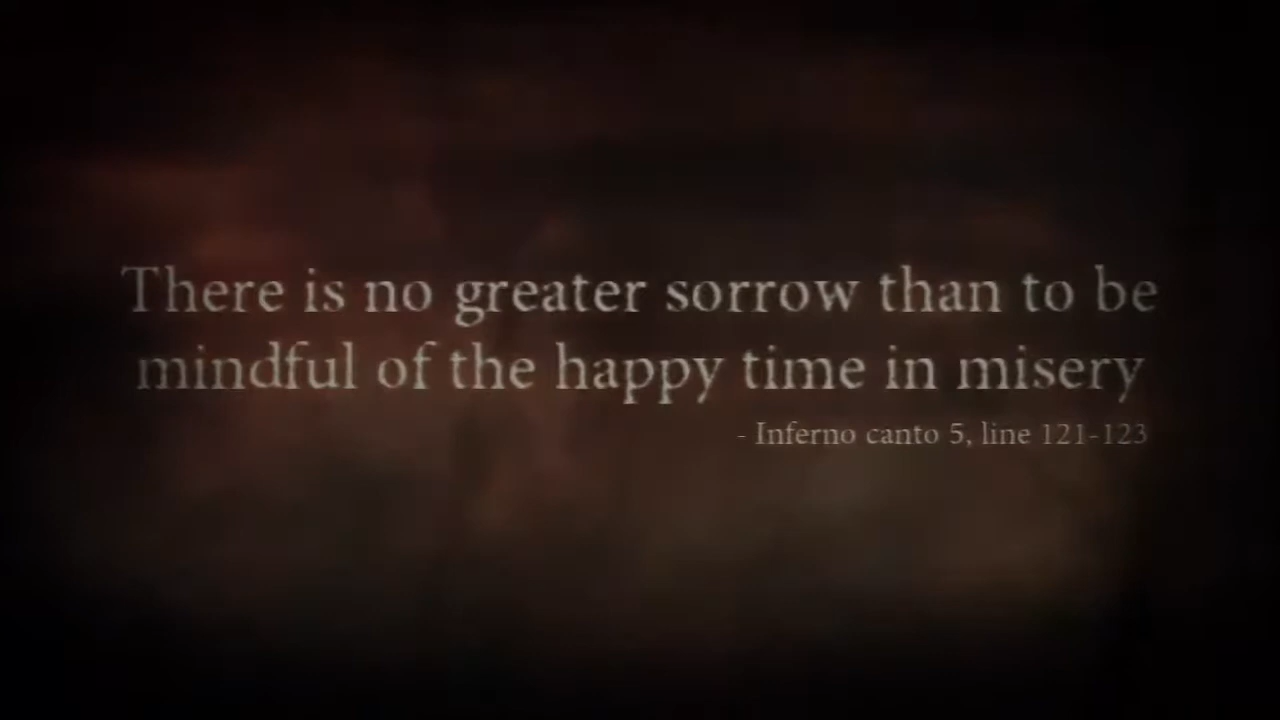 There is no greater sorrow than to be
mindful of the happy time in misery
- Inferno canto 5, line 121-123